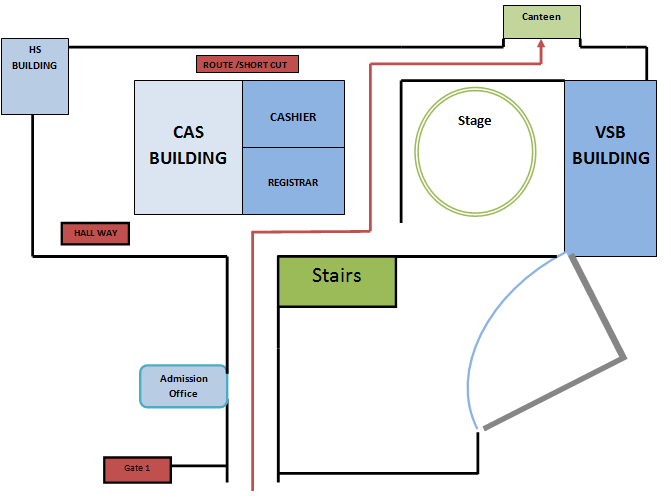 Canteen
HS
BUILDING
ROUTE /SHORT CUT
CAS
BUILDING
CASHIER
REGISTRAR
Stage
VSB
BUILDING
HALL WAY
Stairs
Admission
Office
Gate 1